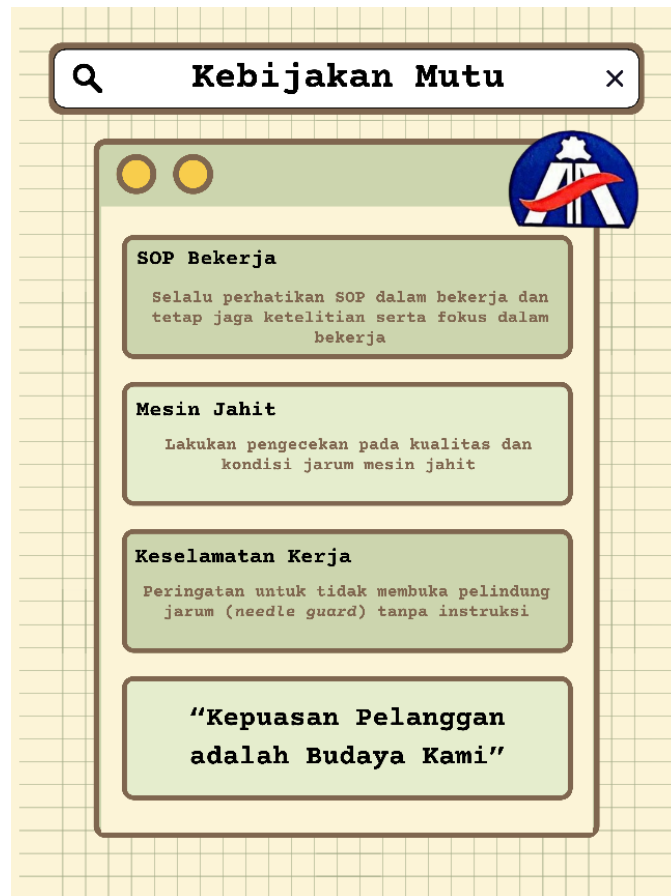 Kebijakan Mutu
SOP Bekerja
Selalu perhatikan SOP dalam bekerja dan
tetap jaga ketelitian serta fokus dalam
bekerja
Mesin Jahit
Lakukan pengecekan pada kualitas dan
kondisi jarum mesin jahit
Keselamatan Kerja
Peringatan untuk tidak membuka pelindung
jarum (needle guard) tanpa instruksi
“Kepuasan Pelanggan
adalah Budaya Kami”